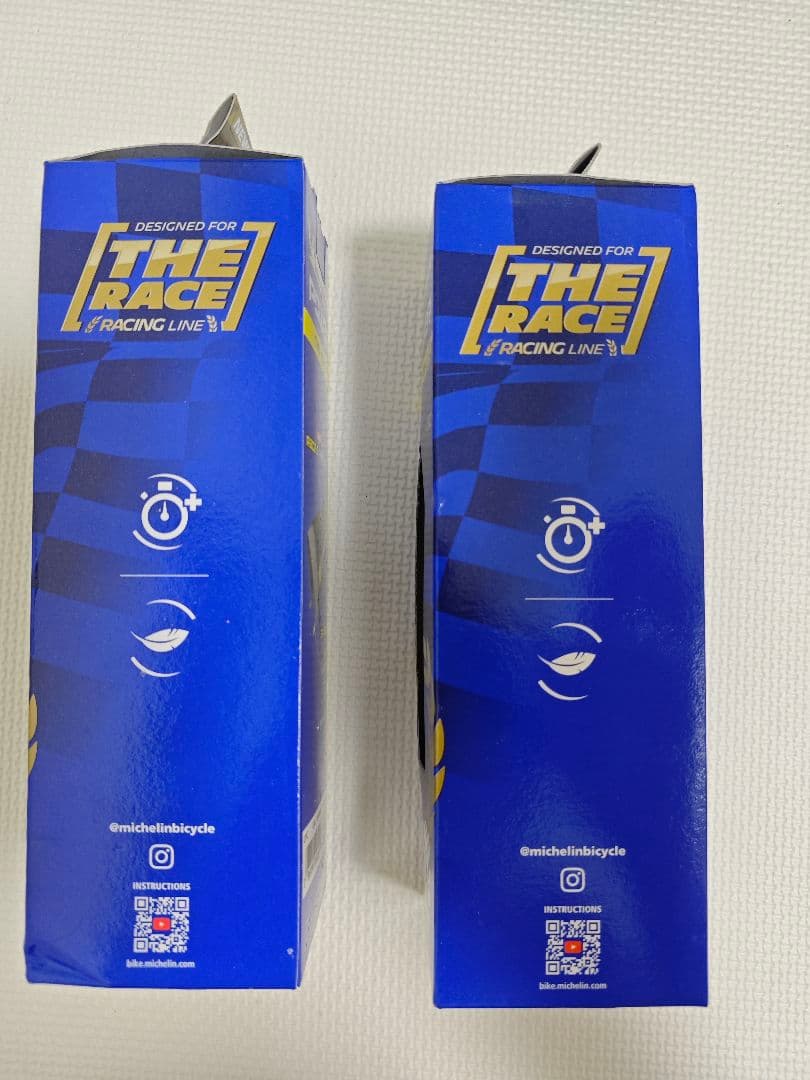 DESIGNED FOR
THE
RACE
RACING LINE
@michelinbicycle
INSTRUCTIONS
bike.michelin.com
DESIGNED FOR
THE
RACE
RACING LINE
@michelinbicycle
INSTRUCTIONS
bike.michelin.com